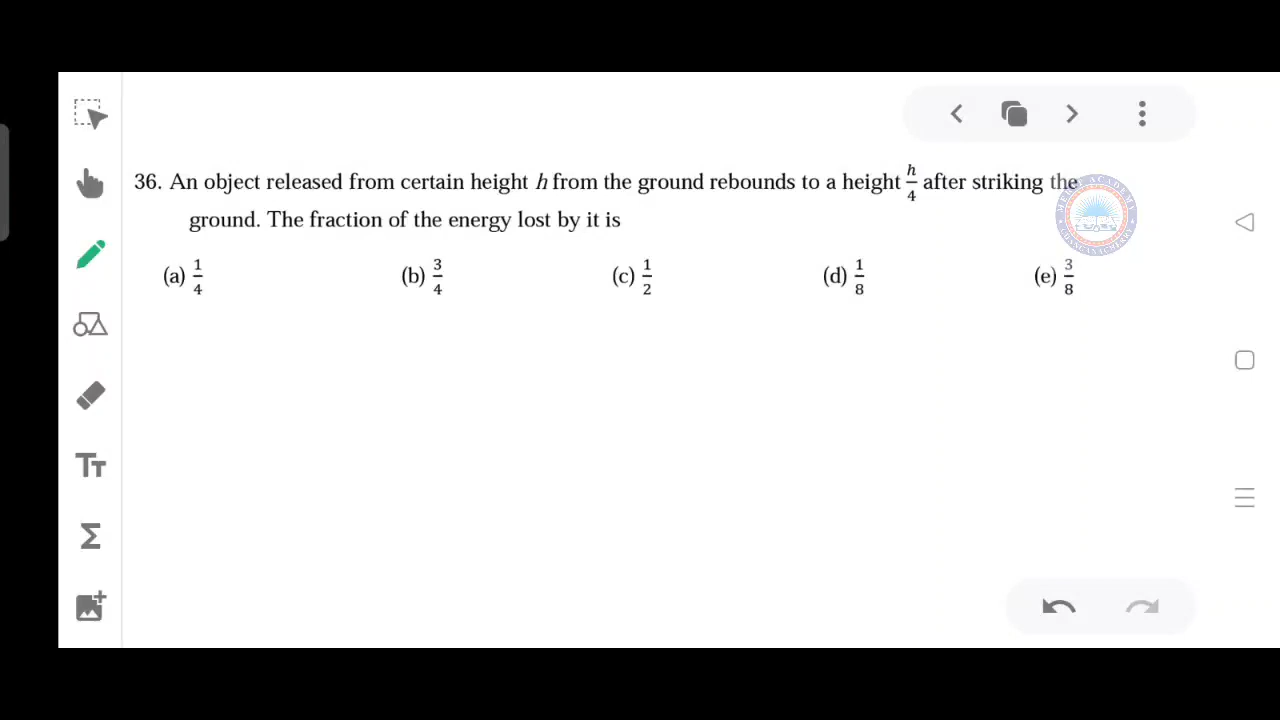 36. An object released from certain height h from the ground rebounds to a height h/4 after striking the
ground. The fraction of the energy lost by it is
(a) 1/4 (b) 3/4 (c) 1/2 (d) 1/8 (e) 3/8
Tт
Σ